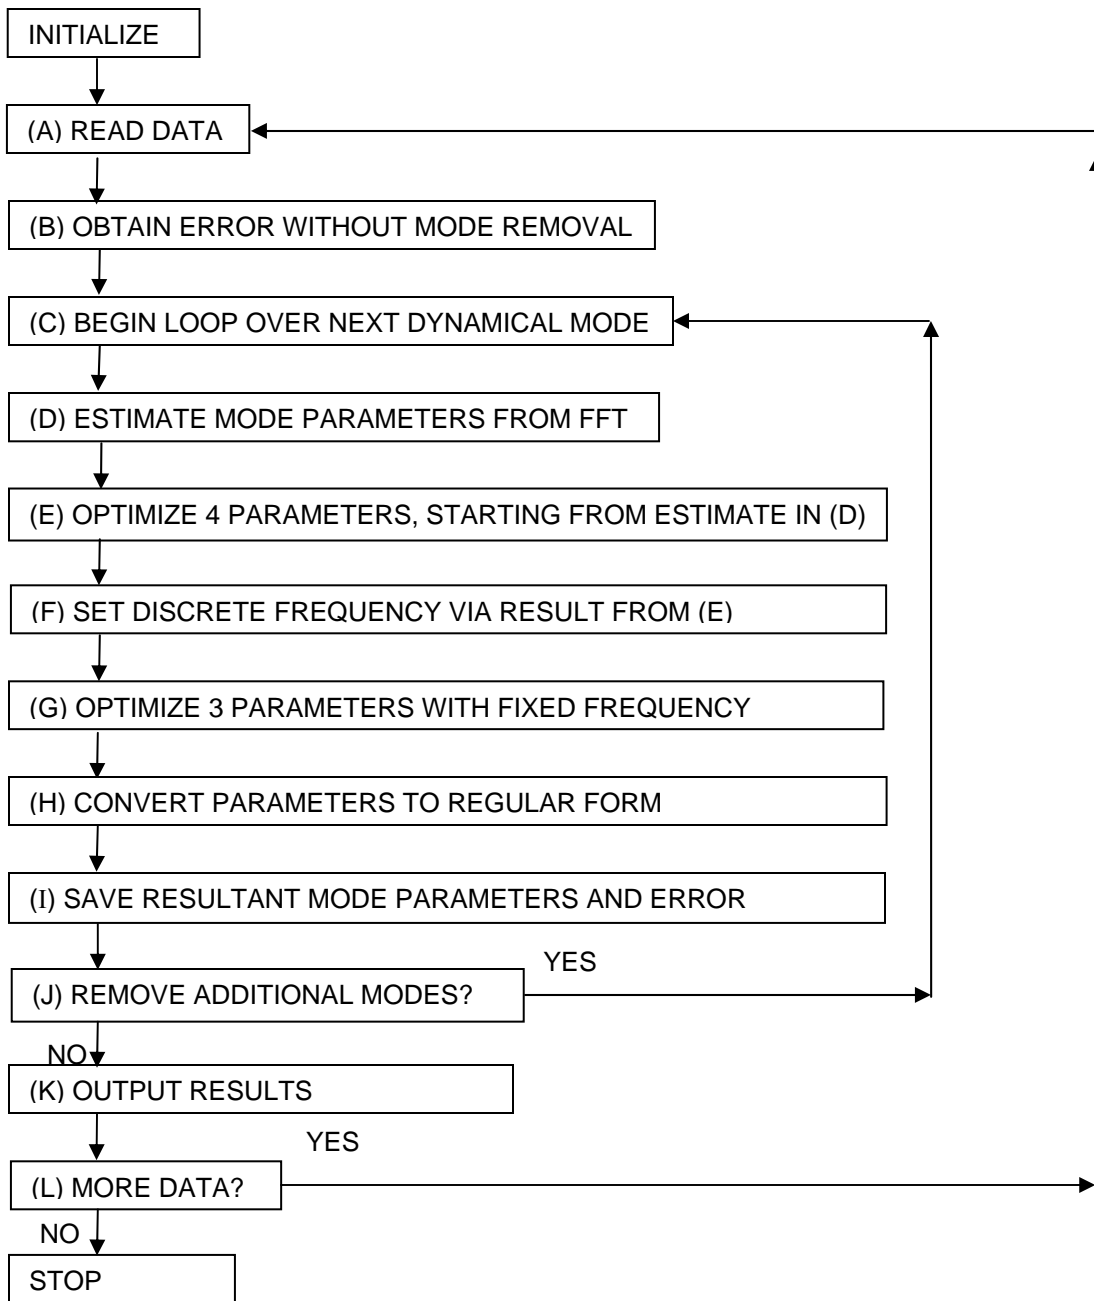 INITIALIZE
(A) READ DATA
(B) OBTAIN ERROR WITHOUT MODE REMOVAL
(C) BEGIN LOOP OVER NEXT DYNAMICAL MODE
(D) ESTIMATE MODE PARAMETERS FROM FFT
(E) OPTIMIZE 4 PARAMETERS, STARTING FROM ESTIMATE IN (D)
(F) SET DISCRETE FREQUENCY VIA RESULT FROM (E)
(G) OPTIMIZE 3 PARAMETERS WITH FIXED FREQUENCY
(H) CONVERT PARAMETERS TO REGULAR FORM
(I) SAVE RESULTANT MODE PARAMETERS AND ERROR
YES
(J) REMOVE ADDITIONAL MODES?
NO
(K) OUTPUT RESULTS
YES
(L) MORE DATA?
NO
STOP